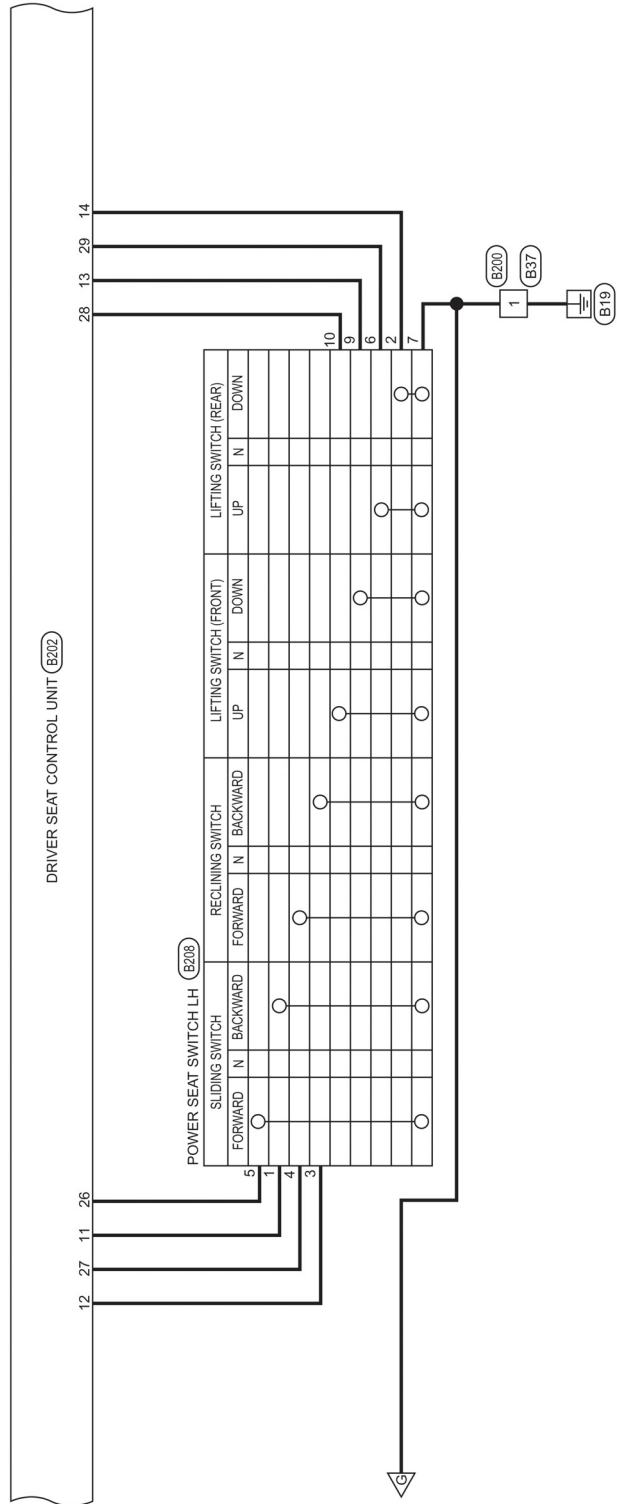 DRIVER SEAT CONTROL UNIT B202
12 27 11 26 28 13 29 14
POWER SEAT SWITCH LH B208
SLIDING SWITCH RECLINING SWITCH LIFTING SWITCH (FRONT) LIFTING SWITCH (REAR)
FORWARD N BACKWARD FORWARD N BACKWARD UP N DOWN UP N DOWN
5
1
4
3
10
9
6
2
7
B200
1
B37
B19
G